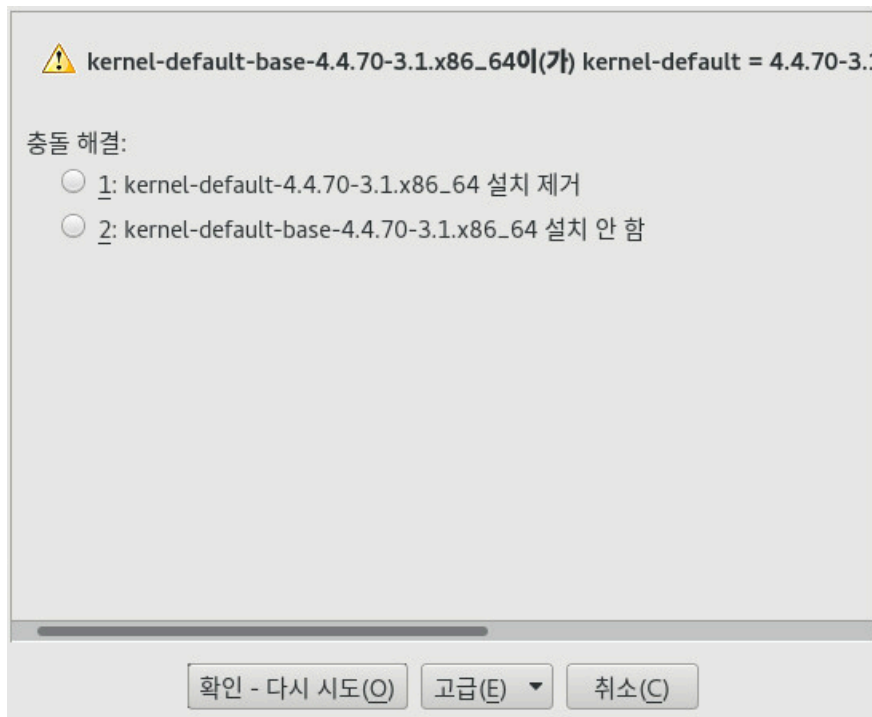 kernel-default-base-4.4.70-3.1.x86_64이(가) kernel-default = 4.4.70-3.
충돌 해결:
1: kernel-default-4.4.70-3.1.x86_64 설치 제거
2: kernel-default-base-4.4.70-3.1.x86_64 설치 안 함
확인 - 다시 시도(O) 고급(E) 취소(C)